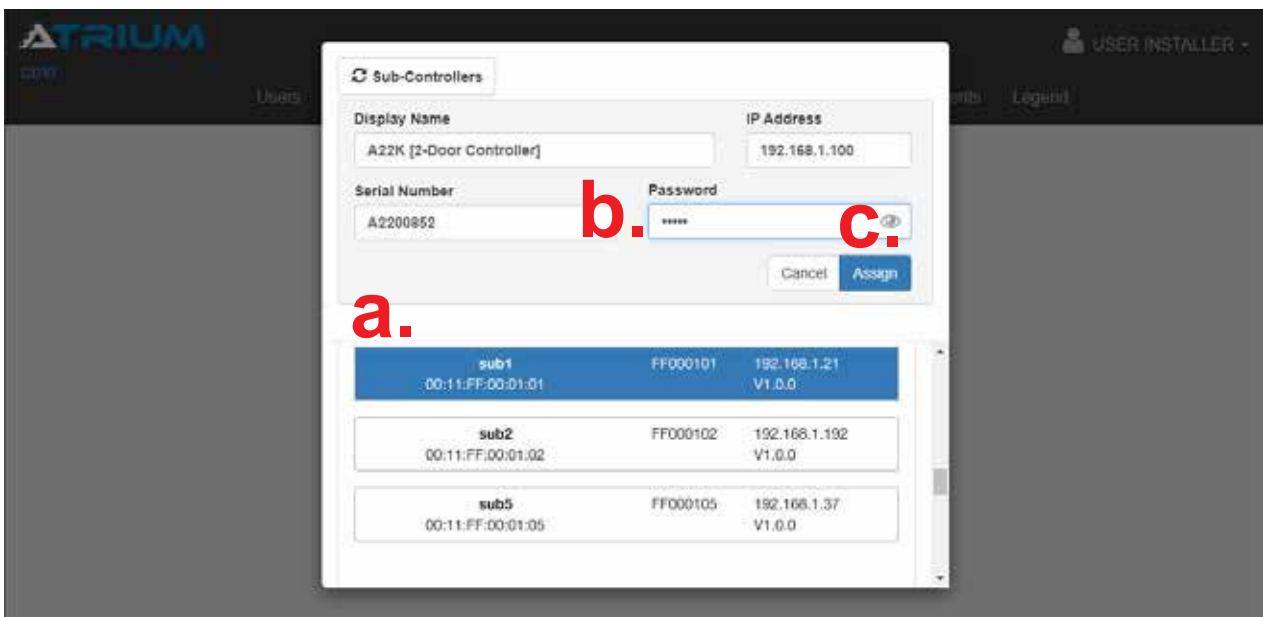 ATRIUM
CDVI
USER INSTALLER
Users
Legend
Sub-Controllers
Display Name
IP Address
A22K [2-Door Controller]
192.168.1.100
Serial Number
Password
A2200852
•••••
b.
c.
Cancel
Assign
a.
sub1 FF000101 192.168.1.21
00:11:FF:00:01:01 V1.0.0
sub2 FF000102 192.168.1.192
00:11:FF:00:01:02 V1.0.0
sub5 FF000105 192.168.1.37
00:11:FF:00:01:05 V1.0.0